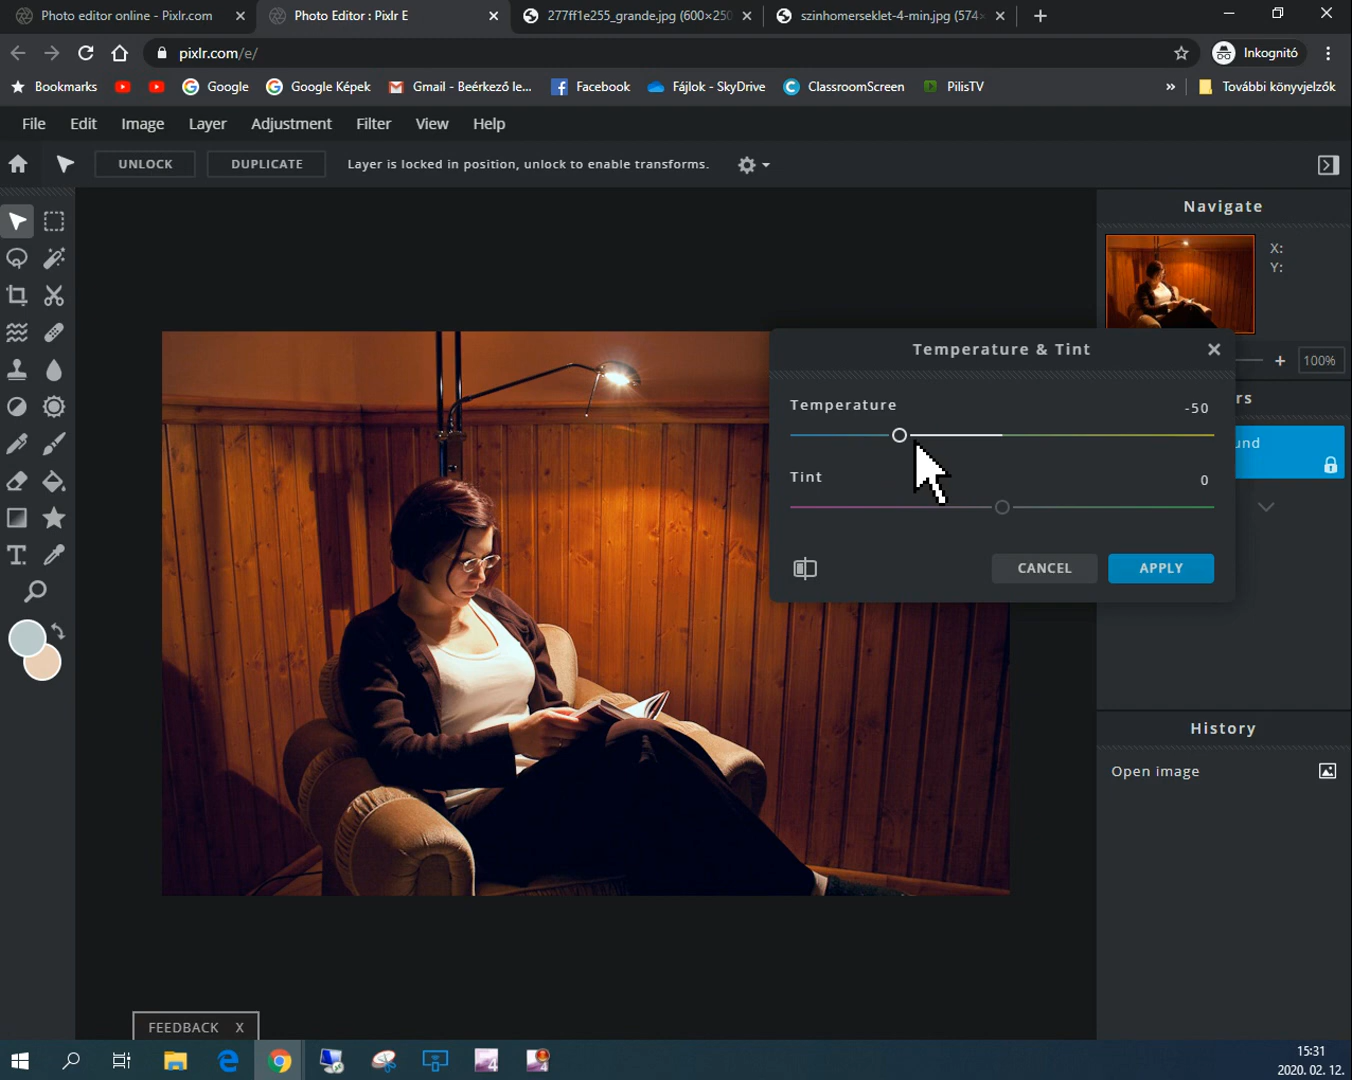 Photo editor online - Pixlr.com
Photo Editor : Pixlr E
277ff1e255_grande.jpg (600×250
szinhomerseklet-4-min.jpg (574×
pixlr.com/e/
Inkognitó
Bookmarks
Google
Google Képek
Gmail - Beérkező le...
Facebook
Fájlok - SkyDrive
ClassroomScreen
PilisTV
»
További könyvjelzők
File Edit Image Layer Adjustment Filter View Help
UNLOCK
DUPLICATE
Layer is locked in position, unlock to enable transforms.
Navigate
X:
Y:
100%
Temperature & Tint
Temperature
-50
Tint
0
CANCEL
APPLY
rs
und
History
Open image
FEEDBACK X
15:31
2020. 02. 12.